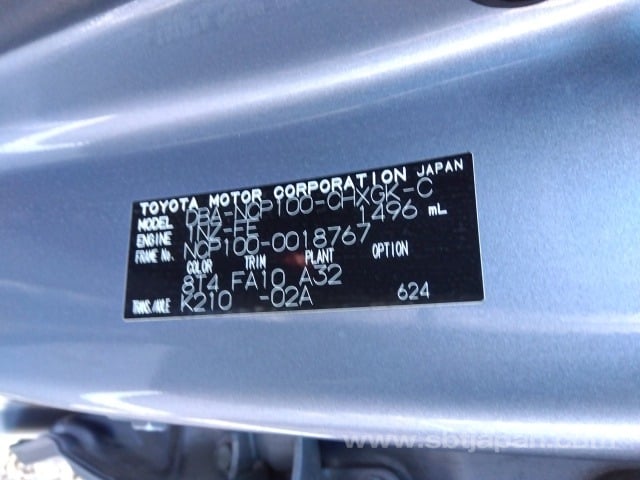 TOYOTA MOTOR CORPORATION JAPAN
MODEL DBA-NCP100-CHXGK-C
ENGINE 1NZ-FE 1496 mL
FRAME No. NCP100-0018767
COLOR TRIM PLANT OPTION
8T4 FA10 A32
TRANS/AXLE K210 -02A 624
www.sbtjapan.com